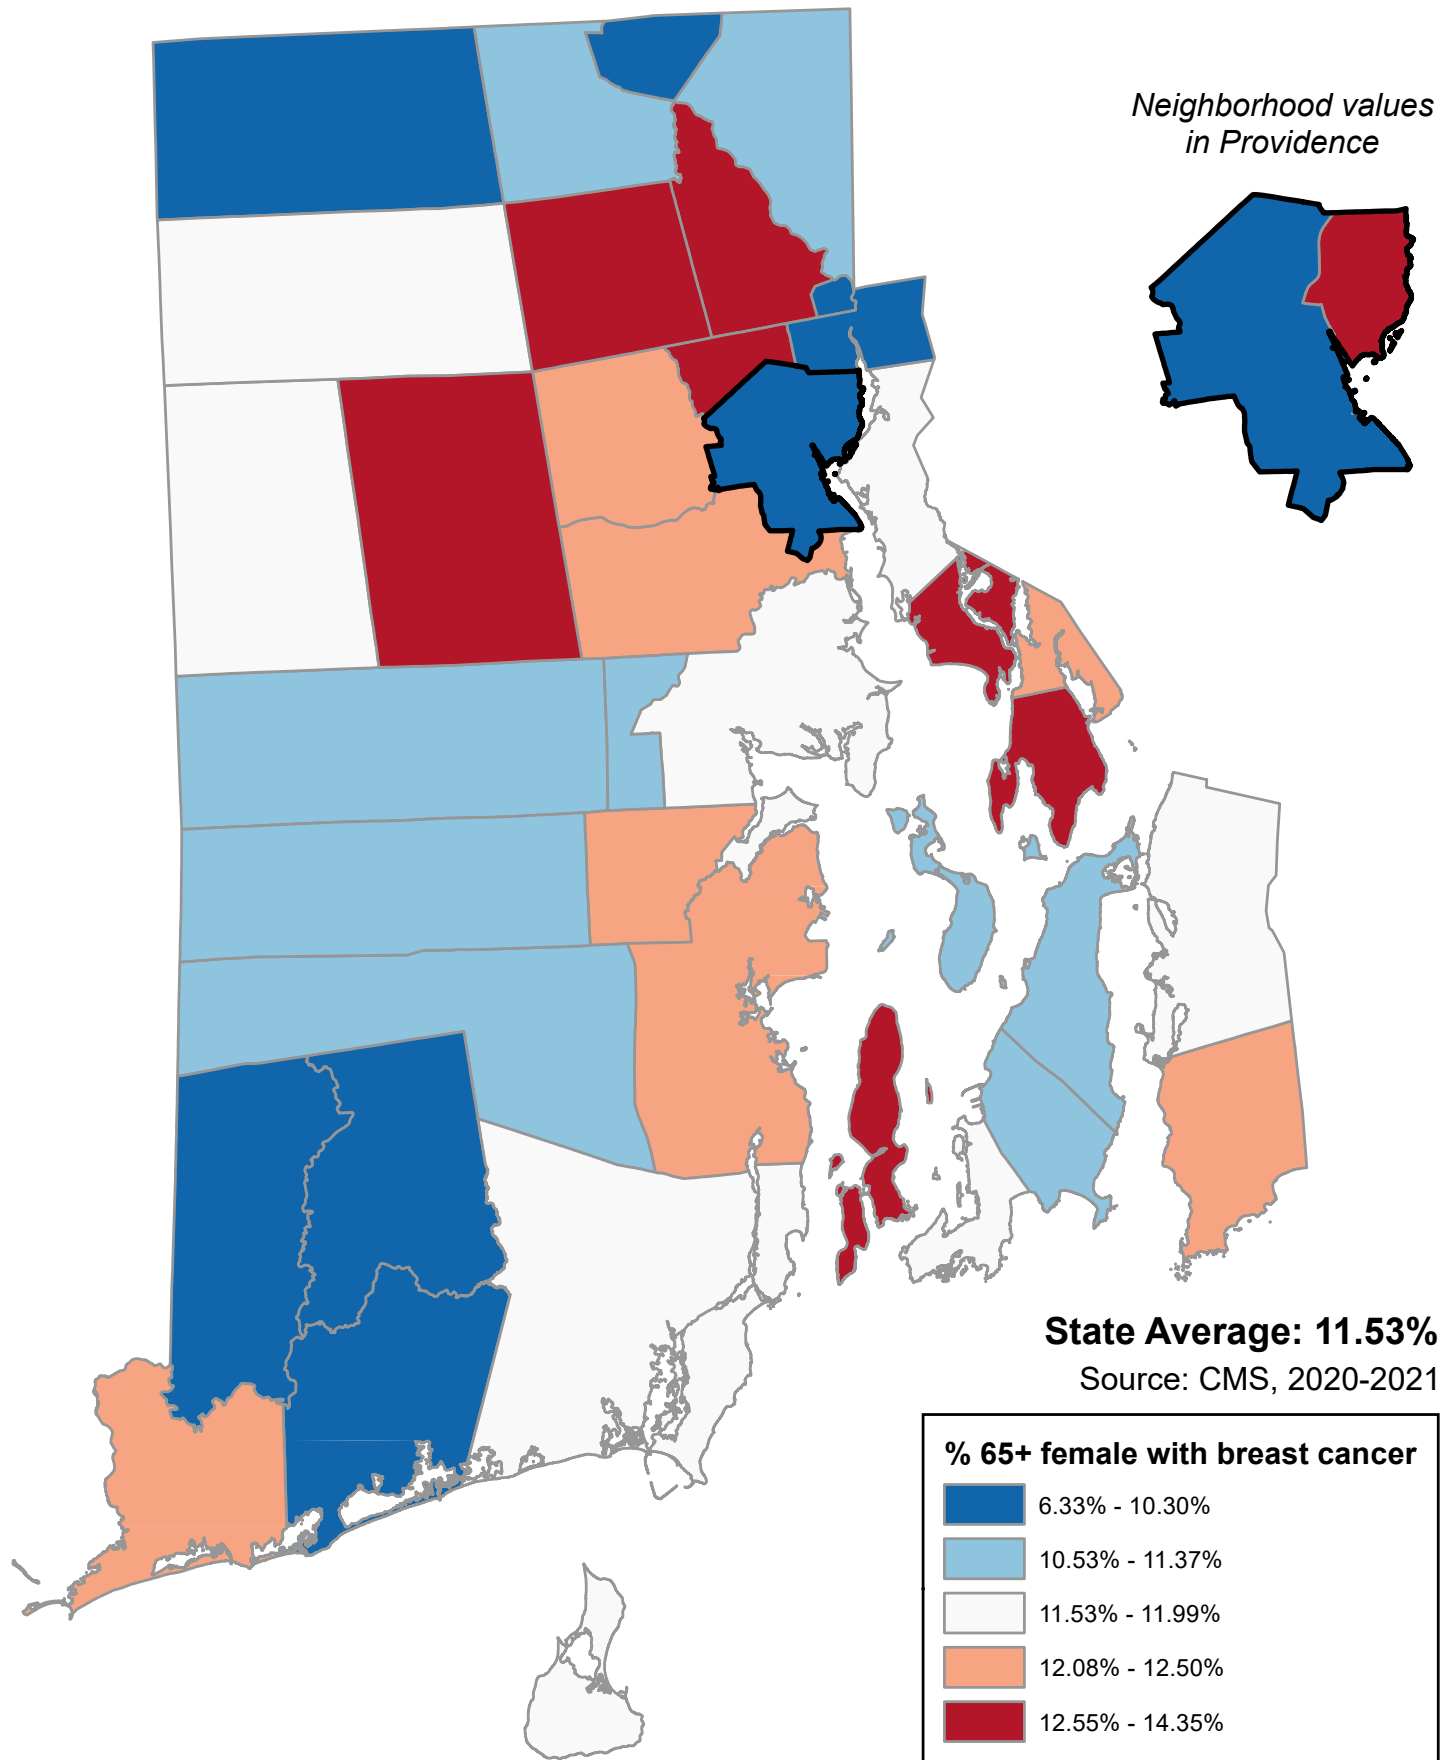 Neighborhood values
in Providence
State Average: 11.53%
Source: CMS, 2020-2021
% 65+ female with breast cancer
6.33% - 10.30%
10.53% - 11.37%
11.53% - 11.99%
12.08% - 12.50%
12.55% - 14.35%